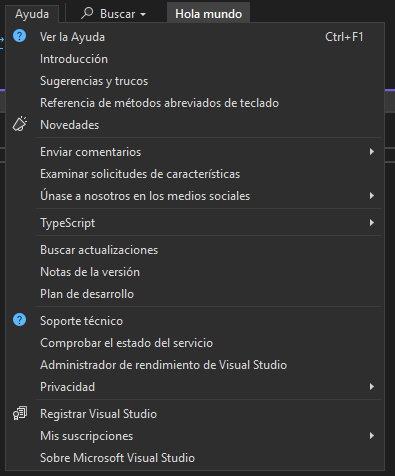 Ayuda Buscar Hola mundo
Ver la Ayuda Ctrl+F1
Introducción
Sugerencias y trucos
Referencia de métodos abreviados de teclado
Novedades
Enviar comentarios
Examinar solicitudes de características
Únase a nosotros en los medios sociales
TypeScript
Buscar actualizaciones
Notas de la versión
Plan de desarrollo
Soporte técnico
Comprobar el estado del servicio
Administrador de rendimiento de Visual Studio
Privacidad
Registrar Visual Studio
Mis suscripciones
Sobre Microsoft Visual Studio